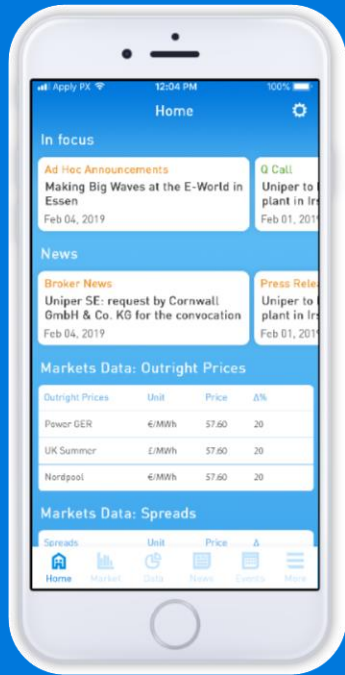 Apply PX
12:04 PM
100%
Home
In focus
Ad Hoc Announcements
Making Big Waves at the E-World in
Essen
Feb 04, 2019
Q Call
Uniper to
plant in Irs
Feb 01, 201
News
Broker News
Uniper SE: request by Cornwall
GmbH & Co. KG for the convocation
Feb 04, 2019
Press Rele
Uniper to
plant in Irs
Feb 01, 201
Markets Data: Outright Prices
Outright Prices Unit Price Δ%
Power GER €/MWh 57.60 20
UK Summer £/MWh 57.60 20
Nordpool €/MWh 57.60 20
Markets Data: Spreads
Spreads Unit Price Δ
Home Market Data News Events More